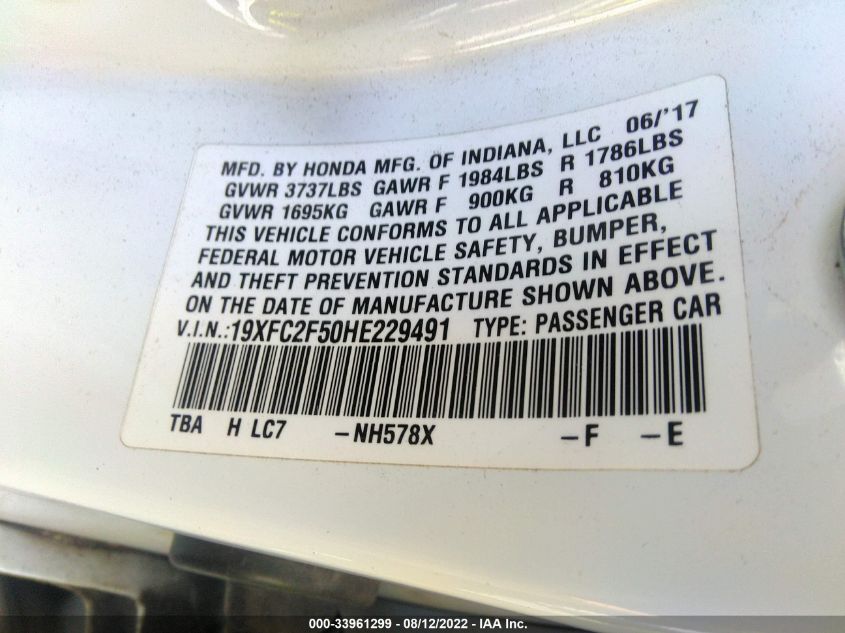 MFD. BY HONDA MFG. OF INDIANA, LLC 06/'17
GVWR 3737LBS GAWR F 1984LBS R 1786LBS
GVWR 1695KG GAWR F 900KG R 810KG
THIS VEHICLE CONFORMS TO ALL APPLICABLE
FEDERAL MOTOR VEHICLE SAFETY, BUMPER,
AND THEFT PREVENTION STANDARDS IN EFFECT
ON THE DATE OF MANUFACTURE SHOWN ABOVE.
V.I.N.:19XFC2F50HE229491 TYPE: PASSENGER CAR
TBA H LC7 –NH578X –F –E
000-33961299 - 08/12/2022 - IAA Inc.